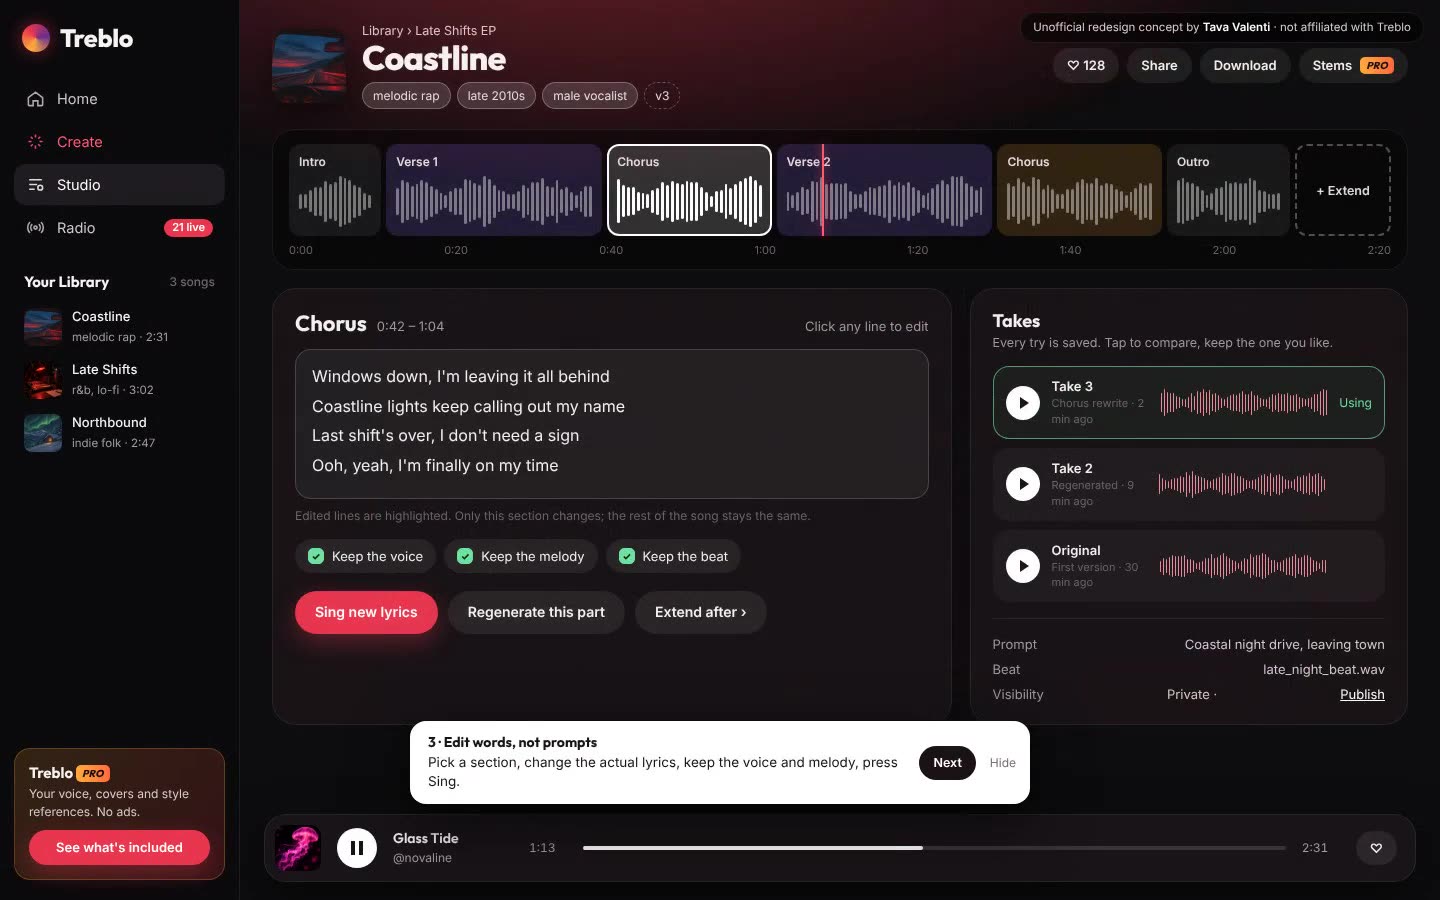 Treblo
Home
Create
Studio
Radio
21 live
Your Library
3 songs
Coastline
melodic rap · 2:31
Late Shifts
r&b, lo-fi · 3:02
Northbound
indie folk · 2:47
Treblo PRO
Your voice, covers and style
references. No ads.
See what's included
Unofficial redesign concept by Tava Valenti · not affiliated with Treblo
Library › Late Shifts EP
Coastline
melodic rap
late 2010s
male vocalist
v3
♡ 128
Share
Download
Stems PRO
Intro
Verse 1
Chorus
Verse 2
Chorus
Outro
+ Extend
0:00
0:20
0:40
1:00
1:20
1:40
2:00
2:20
Chorus 0:42 – 1:04
Click any line to edit
Windows down, I'm leaving it all behind
Coastline lights keep calling out my name
Last shift's over, I don't need a sign
Ooh, yeah, I'm finally on my time
Edited lines are highlighted. Only this section changes; the rest of the song stays the same.
Keep the voice
Keep the melody
Keep the beat
Sing new lyrics
Regenerate this part
Extend after ›
Takes
Every try is saved. Tap to compare, keep the one you like.
Take 3
Chorus rewrite · 2
min ago
Using
Take 2
Regenerated · 9
min ago
Original
First version · 30
min ago
Prompt
Coastal night drive, leaving town
Beat
late_night_beat.wav
Visibility
Private ·
Publish
3 · Edit words, not prompts
Pick a section, change the actual lyrics, keep the voice and melody, press
Sing.
Next
Hide
Glass Tide
@novaline
1:13
2:31